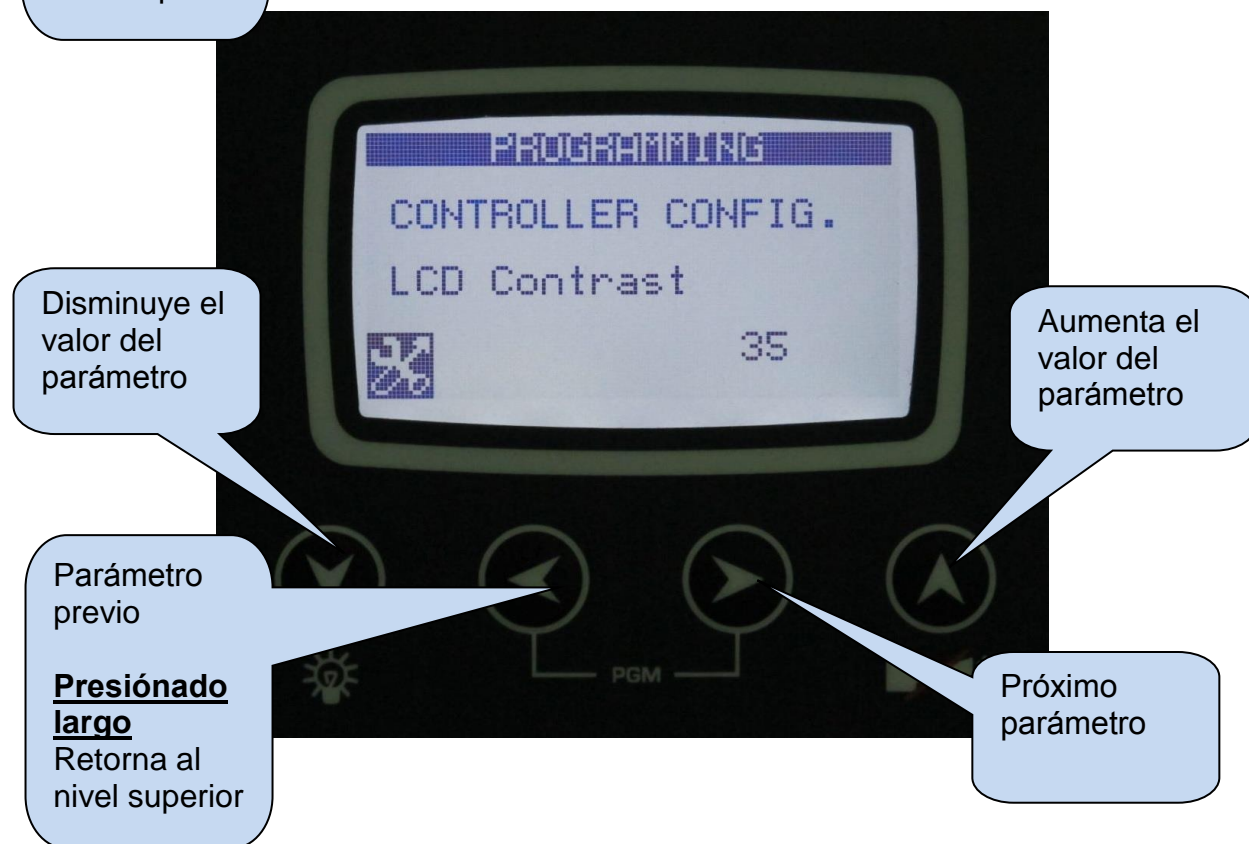 PROGRAMMING
CONTROLLER CONFIG.
LCD Contrast
35
Disminuye el
valor del
parámetro
Aumenta el
valor del
parámetro
Parámetro
previo
Presiónado
largo
Retorna al
nivel superior
PGM
Próximo
parámetro